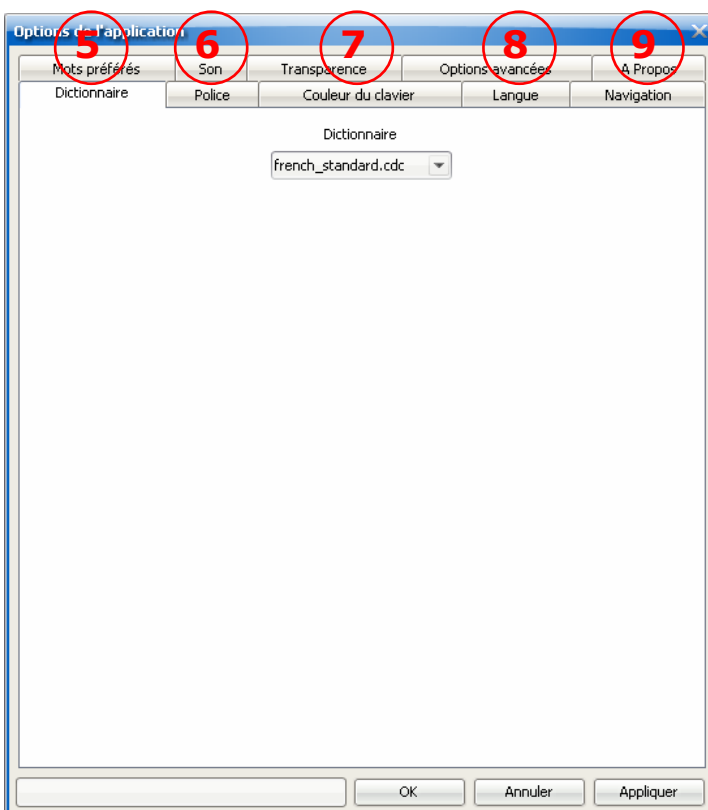 Options de l'application
5 6 7 8 9
Mots préférés Son Transparence Options avancées A Propos
Dictionnaire Police Couleur du clavier Langue Navigation
Dictionnaire
french_standard.cdc
OK Annuler Appliquer